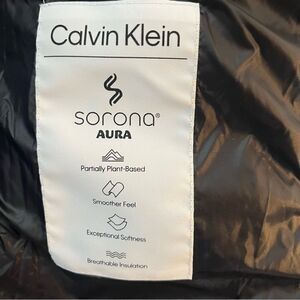 Calvin Klein
sorona®
AURA
Partially Plant-Based
Smoother Feel
Exceptional Softness
Breathable Insulation